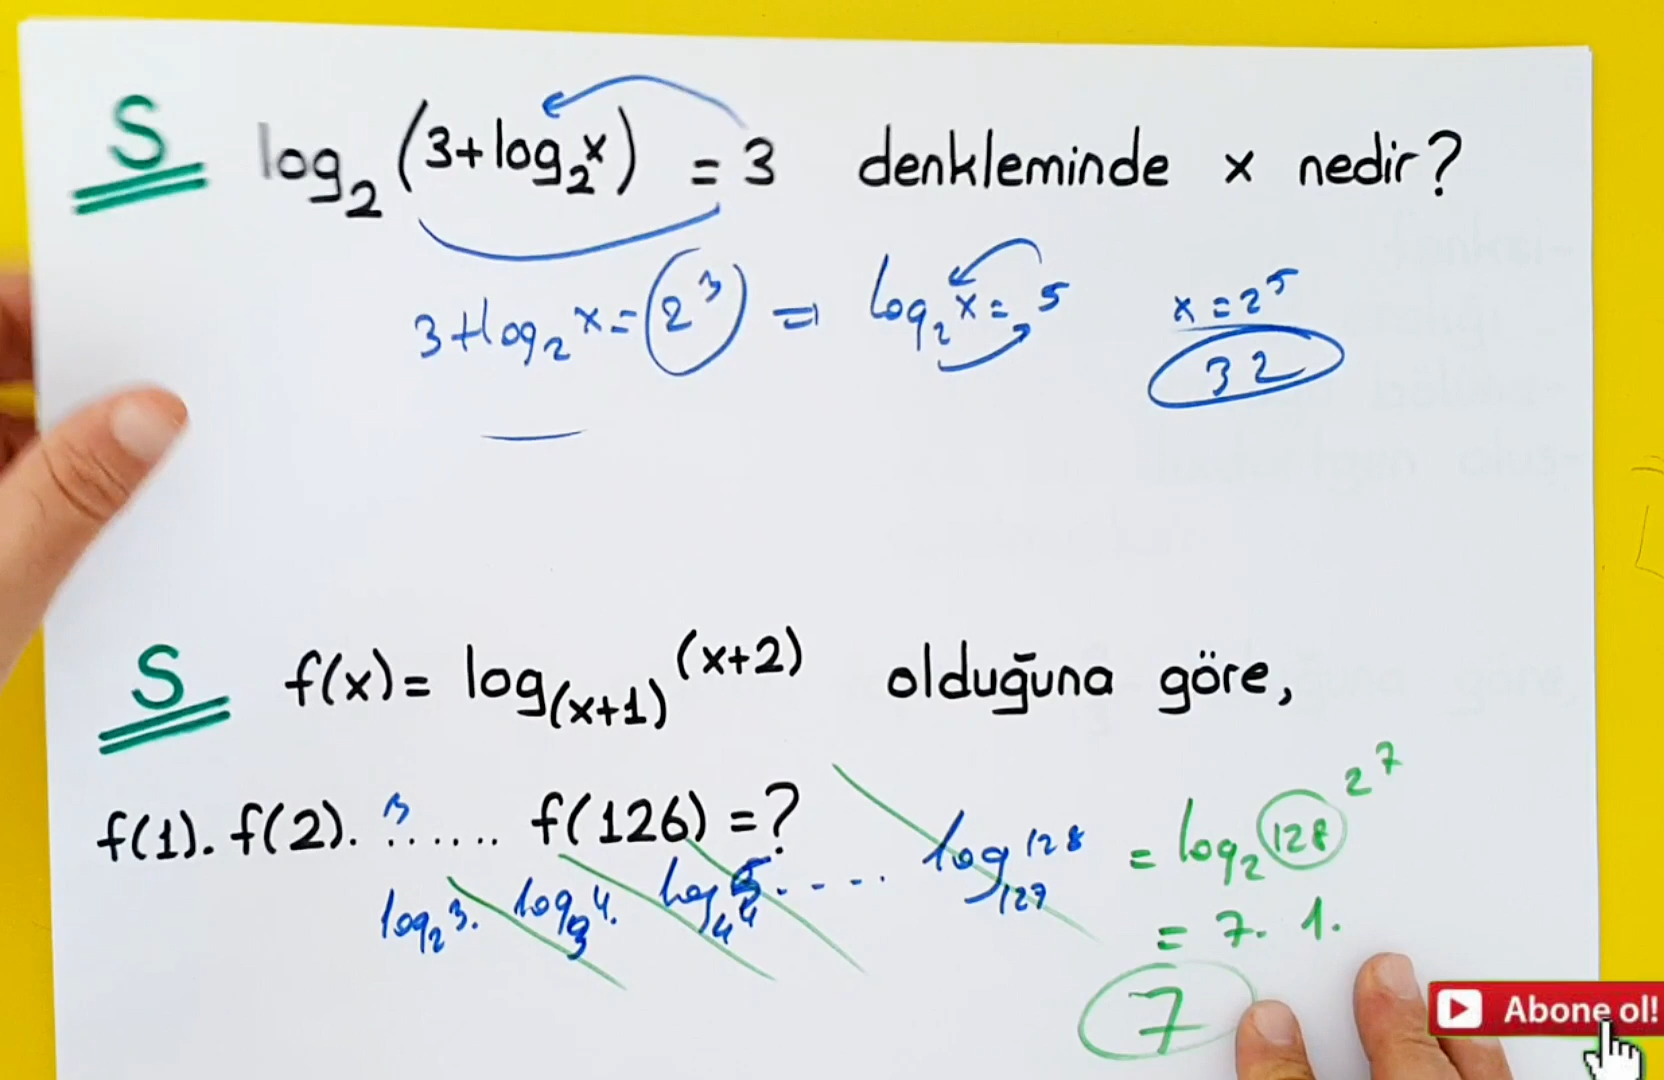 S log₂(3+log₂x) = 3 denkleminde x nedir?
3+log₂x = 2³ ⇒ log₂x = 5 x = 2⁵
32
S f(x) = log₍ₓ₊₁₎(x+2) olduğuna göre,
f(1). f(2). ...... f(126) = ?
log₂3. log₃4. log₄5 ..... log₁₂₇128 = log₂128 2⁷
= 7. 1.
7
Abone ol!